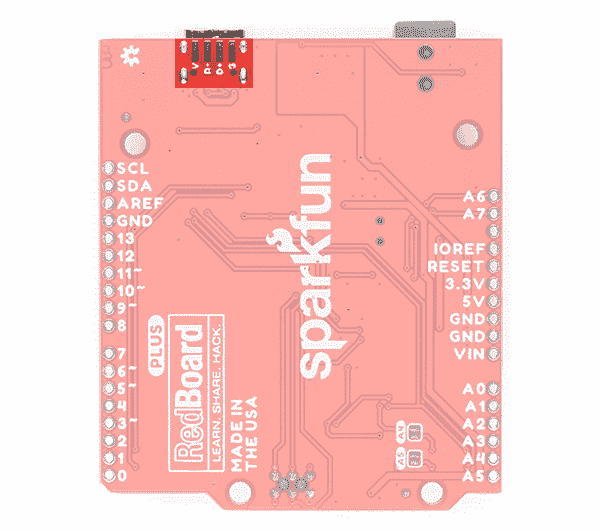 V D- D+ G
SCL
SDA
AREF
GND
13
12
11~
10~
9~
8
7
6~
5~
4
3~
2
1
0
sparkfun
PLUS
RedBoard
LEARN. SHARE. HACK.
MADE IN
THE USA
A4
A5
A6
A7
IOREF
RESET
3.3V
5V
GND
GND
VIN
A0
A1
A2
A3
A4
A5